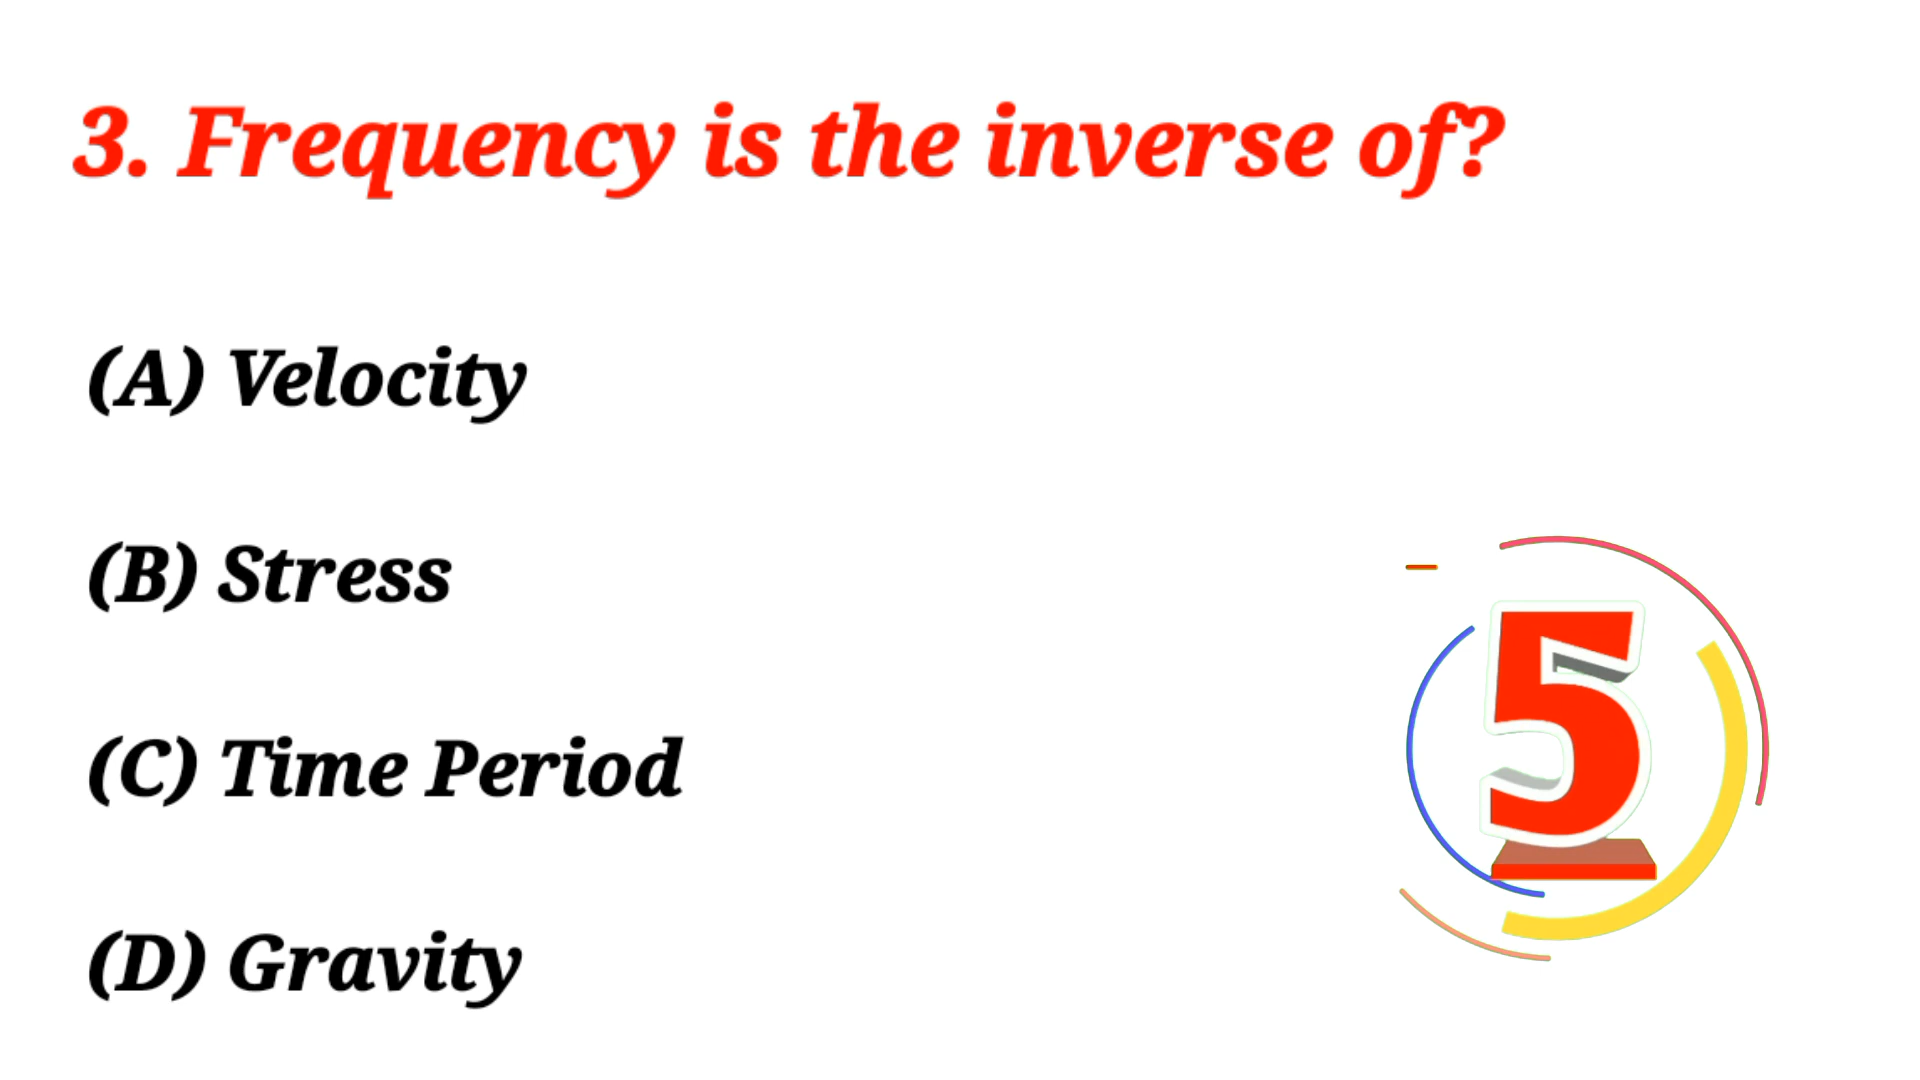 3. Frequency is the inverse of?
(A) Velocity
(B) Stress
(C) Time Period
(D) Gravity
5